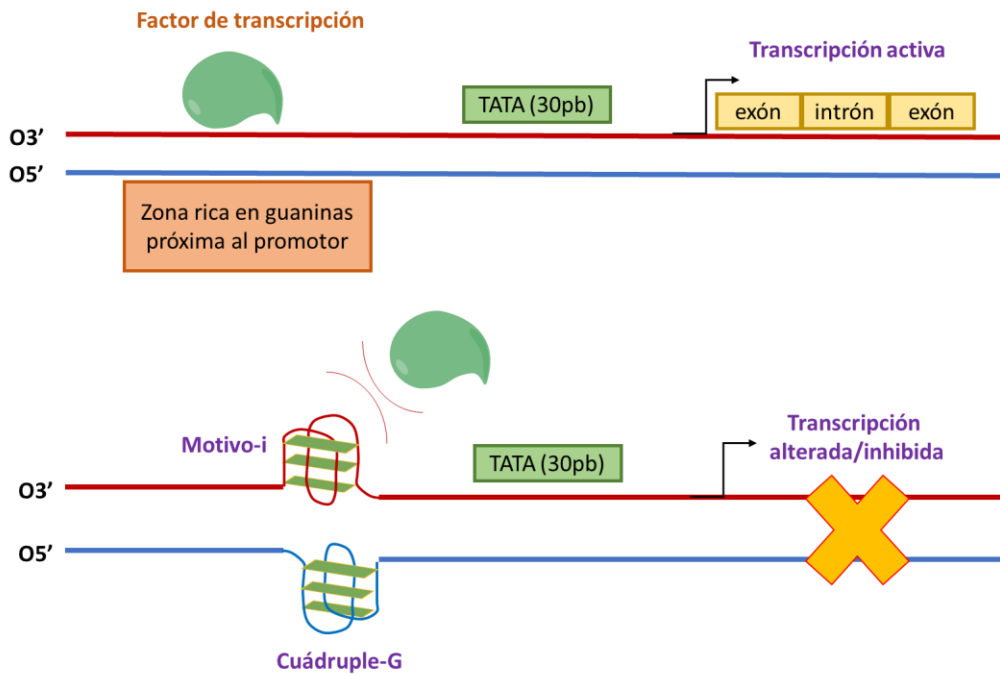 Factor de transcripción
Transcripción activa
TATA (30pb)
exón
intrón
exón
O3’
O5’
Zona rica en guaninas
próxima al promotor
Motivo-i
Transcripción
alterada/inhibida
TATA (30pb)
O3’
O5’
Cuádruple-G